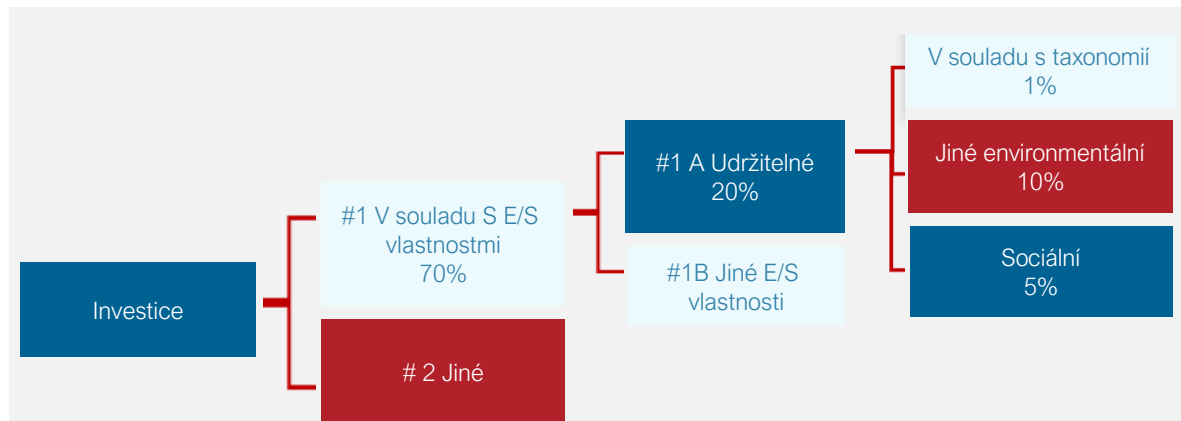 Investice
#1 V souladu S E/S
vlastnostmi
70%
# 2 Jiné
#1 A Udržitelné
20%
#1B Jiné E/S
vlastnosti
V souladu s taxonomií
1%
Jiné environmentální
10%
Sociální
5%